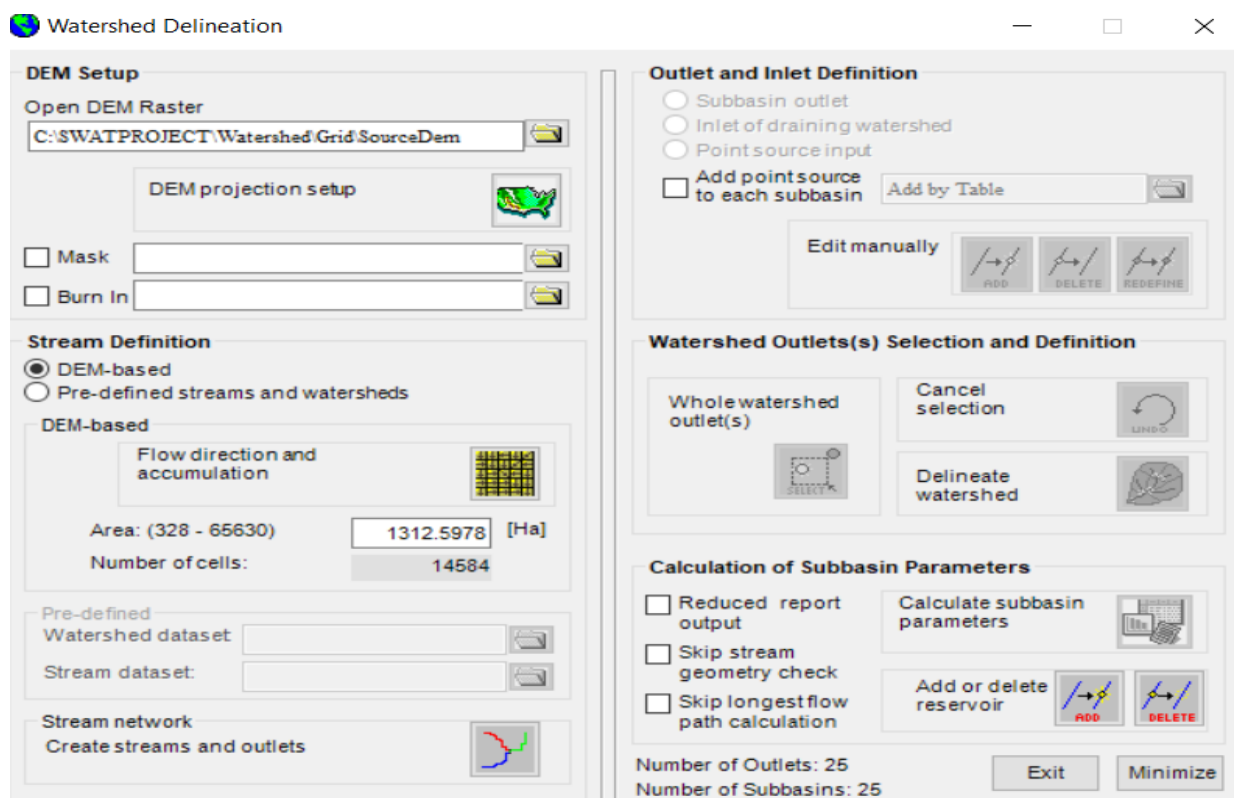 Watershed Delineation
DEM Setup
Open DEM Raster
C:\SWATPROJECT\Watershed\Grid\SourceDem
DEM projection setup
Mask
Burn In
Stream Definition
DEM-based
Pre-defined streams and watersheds
DEM-based
Flow direction and
accumulation
Area: (328 - 65630) 1312.5978 [Ha]
Number of cells: 14584
Pre-defined
Watershed dataset
Stream dataset:
Stream network
Create streams and outlets
Outlet and Inlet Definition
Subbasin outlet
Inlet of draining watershed
Point source input
Add point source
to each subbasin
Add by Table
Edit manually
ADD DELETE REDEFINE
Watershed Outlets(s) Selection and Definition
Whole watershed
outlet(s)
SELECT
Cancel
selection
UNDO
Delineate
watershed
Calculation of Subbasin Parameters
Reduced report
output
Skip stream
geometry check
Skip longest flow
path calculation
Calculate subbasin
parameters
Add or delete
reservoir
ADD DELETE
Number of Outlets: 25
Number of Subbasins: 25
Exit Minimize